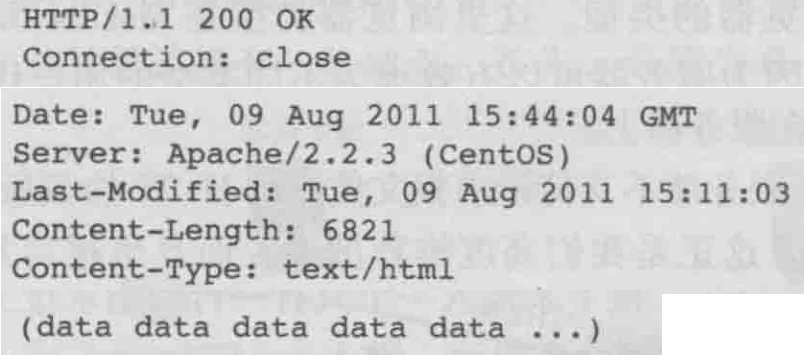 HTTP/1.1 200 OK
Connection: close
Date: Tue, 09 Aug 2011 15:44:04 GMT
Server: Apache/2.2.3 (CentOS)
Last-Modified: Tue, 09 Aug 2011 15:11:03
Content-Length: 6821
Content-Type: text/html
(data data data data data ...)